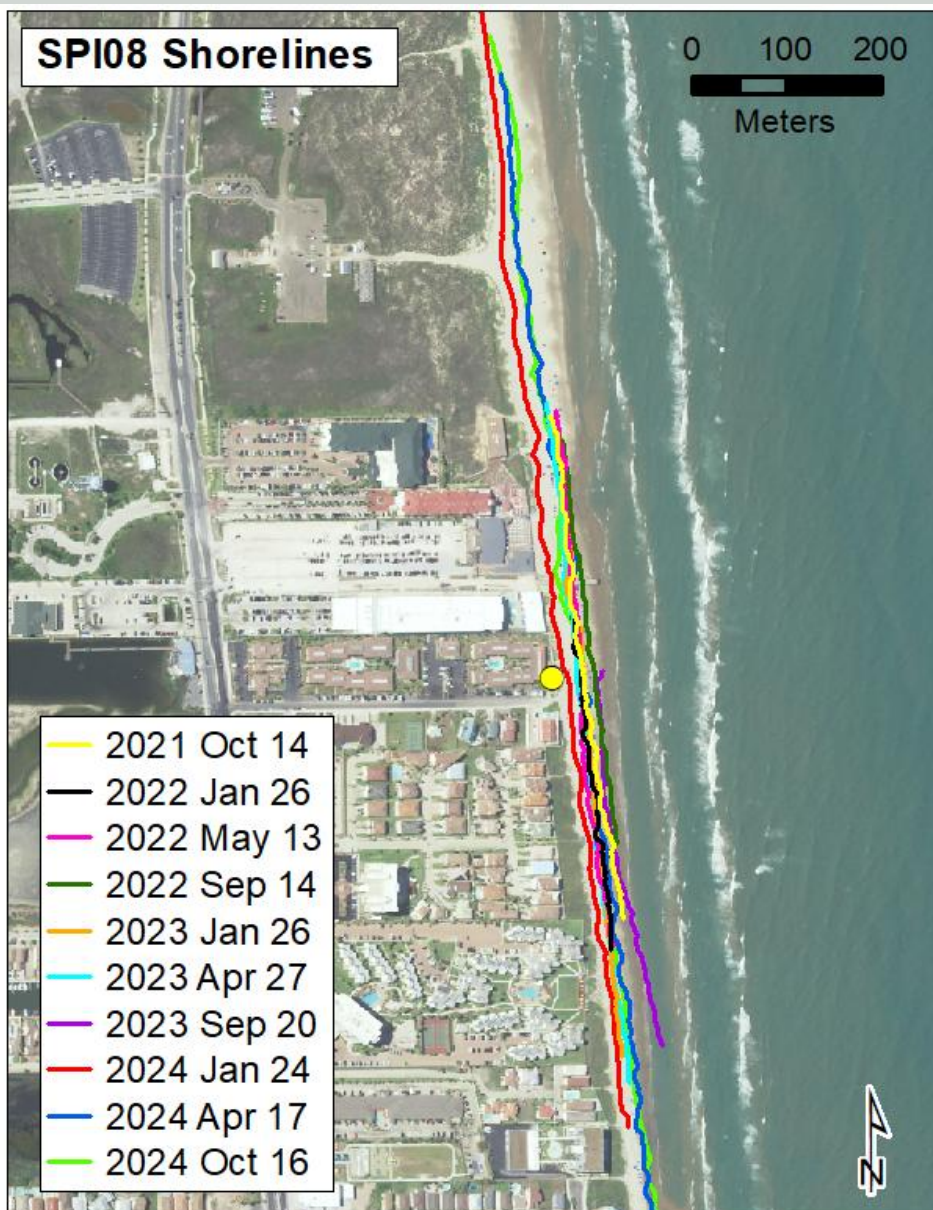 SPI08 Shorelines
0 100 200
Meters
2021 Oct 14
2022 Jan 26
2022 May 13
2022 Sep 14
2023 Jan 26
2023 Apr 27
2023 Sep 20
2024 Jan 24
2024 Apr 17
2024 Oct 16
N